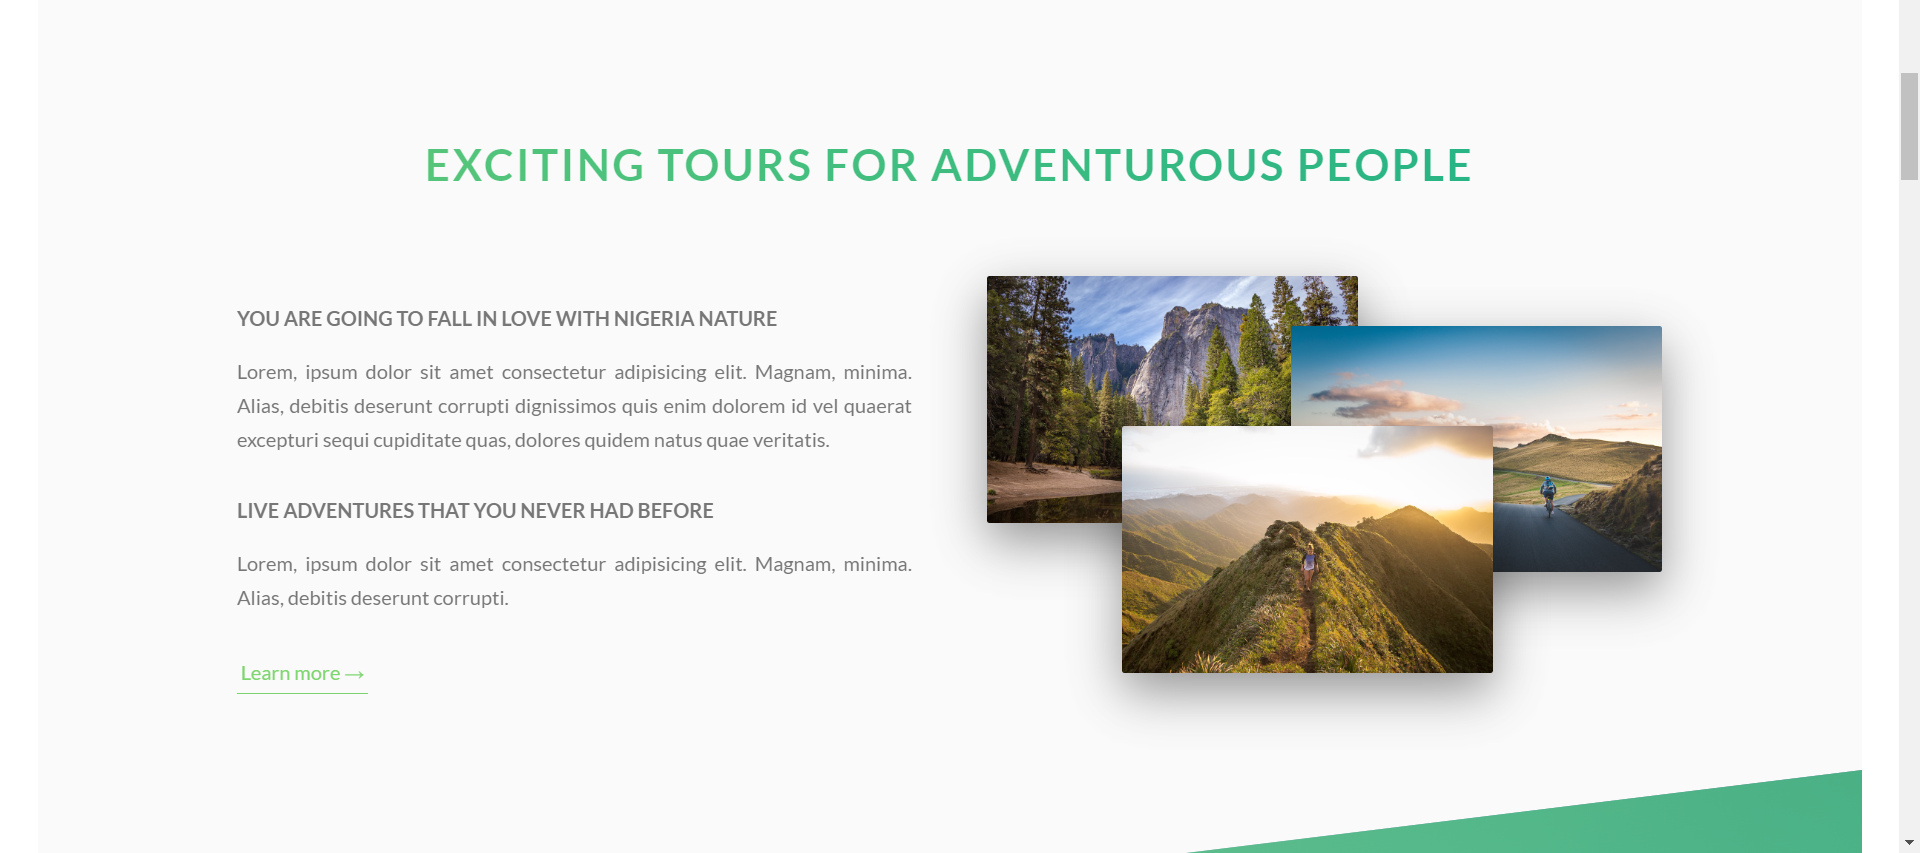 EXCITING TOURS FOR ADVENTUROUS PEOPLE
YOU ARE GOING TO FALL IN LOVE WITH NIGERIA NATURE
Lorem, ipsum dolor sit amet consectetur adipisicing elit. Magnam, minima.
Alias, debitis deserunt corrupti dignissimos quis enim dolorem id vel quaerat
excepturi sequi cupiditate quas, dolores quidem natus quae veritatis.
LIVE ADVENTURES THAT YOU NEVER HAD BEFORE
Lorem, ipsum dolor sit amet consectetur adipisicing elit. Magnam, minima.
Alias, debitis deserunt corrupti.
Learn more →